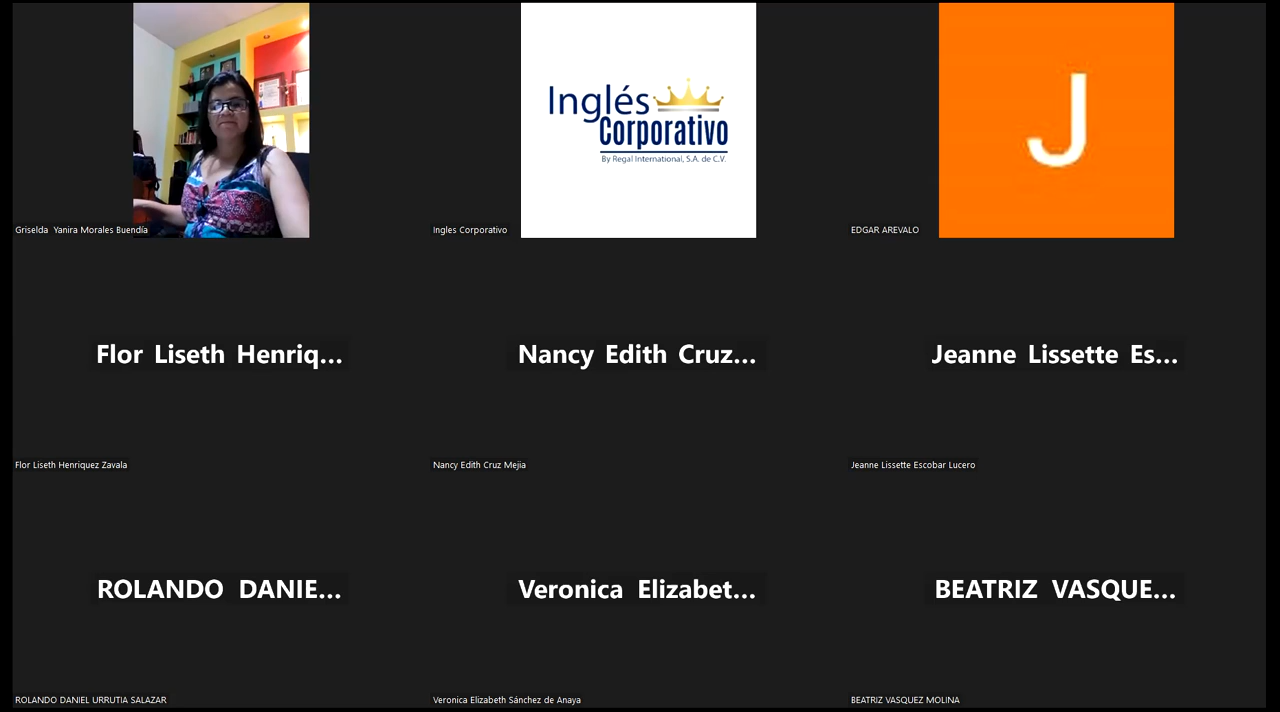 Inglés
Corporativo
By Regal International, S.A. de C.V.
J
Griselda Yanira Morales Buendía
Ingles Corporativo
EDGAR AREVALO
Flor Liseth Henriq...
Nancy Edith Cruz...
Jeanne Lissette Es...
Flor Liseth Henriquez Zavala
Nancy Edith Cruz Mejia
Jeanne Lissette Escobar Lucero
ROLANDO DANIE...
Veronica Elizabet...
BEATRIZ VASQUE...
ROLANDO DANIEL URRUTIA SALAZAR
Veronica Elizabeth Sánchez de Anaya
BEATRIZ VASQUEZ MOLINA